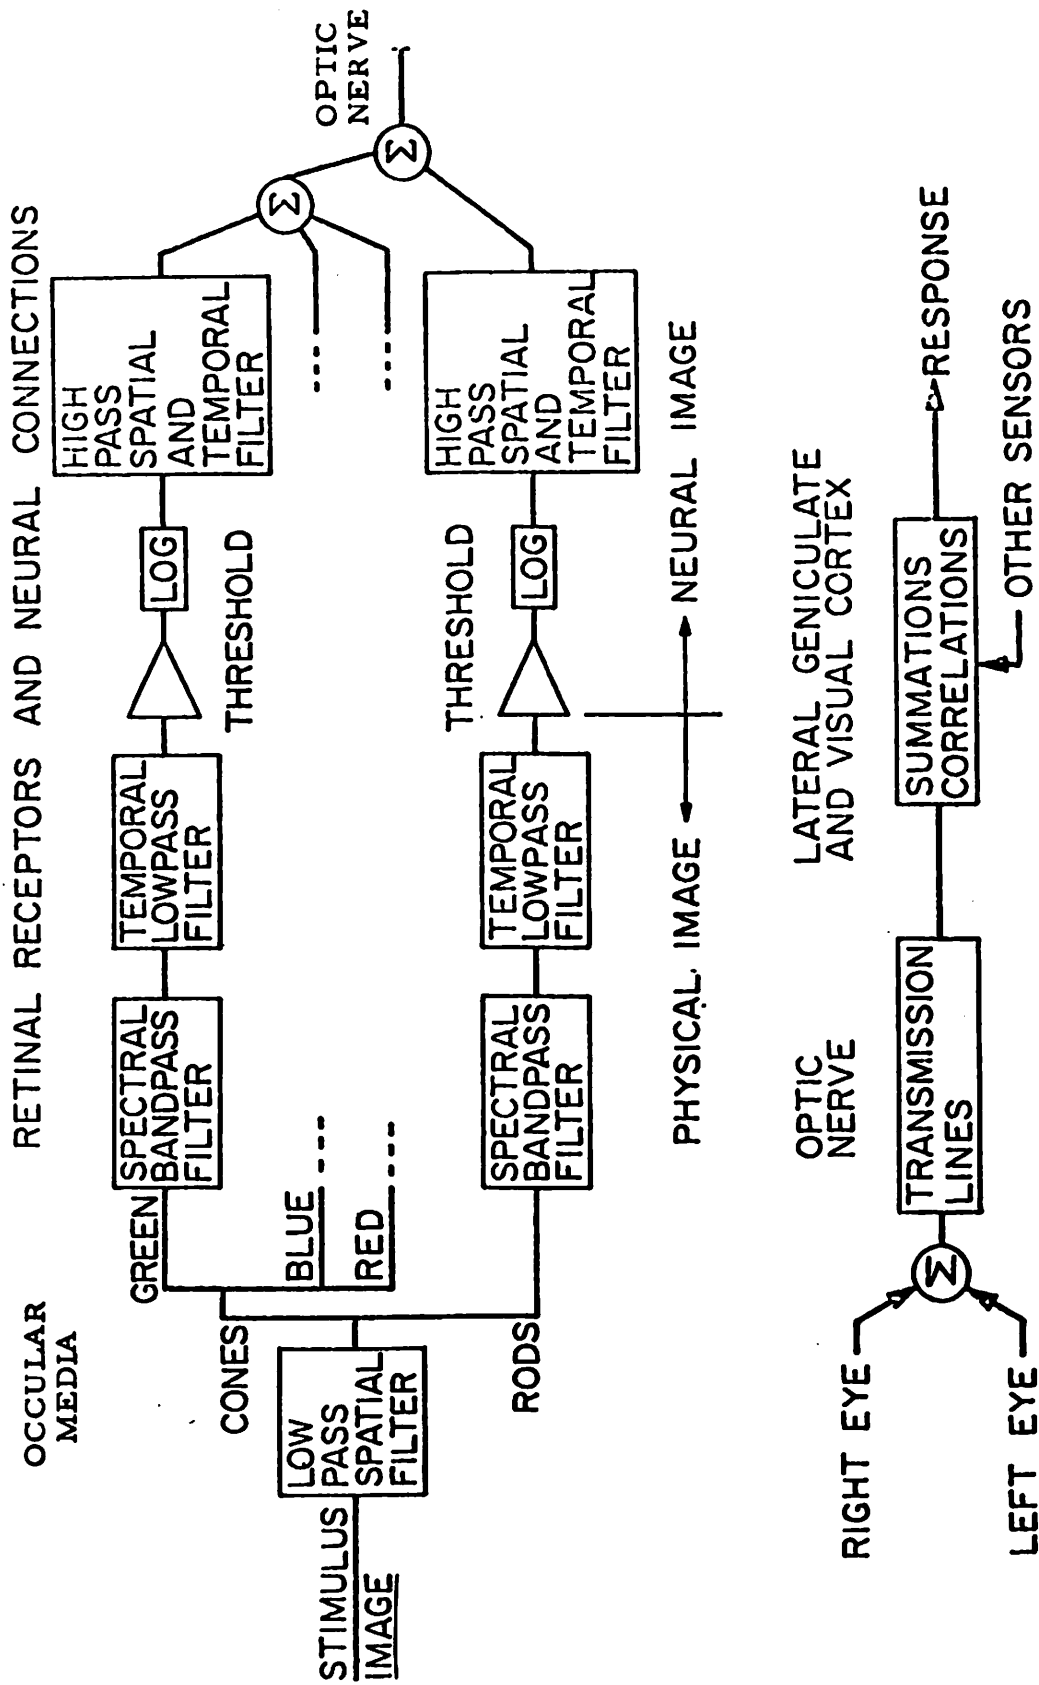 RETINAL RECEPTORS AND NEURAL CONNECTIONS
OCCULAR
MEDIA
STIMULUS
IMAGE
LOW
PASS
SPATIAL
FILTER
CONES
RODS
GREEN
BLUE
RED
SPECTRAL
BANDPASS
FILTER
TEMPORAL
LOWPASS
FILTER
THRESHOLD
LOG
HIGH
PASS
SPATIAL
AND
TEMPORAL
FILTER
Σ
Σ
OPTIC
NERVE
SPECTRAL
BANDPASS
FILTER
TEMPORAL
LOWPASS
FILTER
THRESHOLD
LOG
HIGH
PASS
SPATIAL
AND
TEMPORAL
FILTER
PHYSICAL IMAGE
NEURAL IMAGE
RIGHT EYE
LEFT EYE
Σ
OPTIC
NERVE
TRANSMISSION
LINES
LATERAL GENICULATE
AND VISUAL CORTEX
SUMMATIONS
CORRELATIONS
RESPONSE
OTHER SENSORS